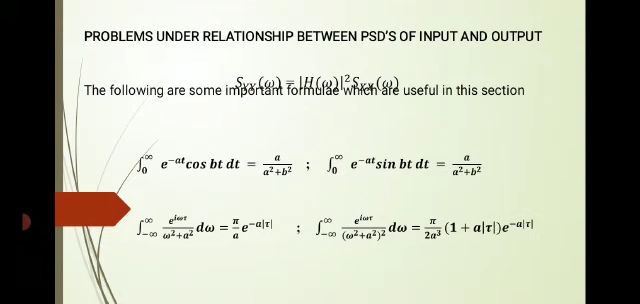 PROBLEMS UNDER RELATIONSHIP BETWEEN PSD'S OF INPUT AND OUTPUT
S_YY(ω) = |H(ω)|² S_XX(ω)
The following are some important formulae which are useful in this section
∫₀^∞ e^{−at} cos bt dt = a/(a²+b²) ; ∫₀^∞ e^{−at} sin bt dt = a/(a²+b²)
∫_{−∞}^∞ e^{iωτ}/(ω²+a²) dω = π/a e^{−a|τ|} ; ∫_{−∞}^∞ e^{iωτ}/(ω²+a²)² dω = π/2a³ (1 + a|τ|)e^{−a|τ|}